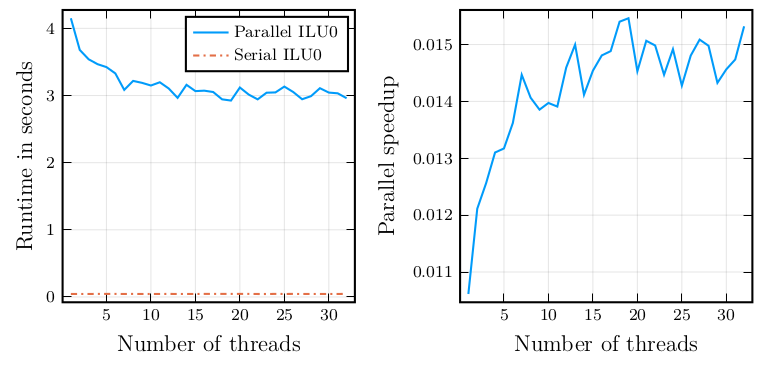 Runtime in seconds
4
3
2
1
0
5 10 15 20 25 30
Number of threads
Parallel ILU0
Serial ILU0
Parallel speedup
0.015
0.014
0.013
0.012
0.011
5 10 15 20 25 30
Number of threads